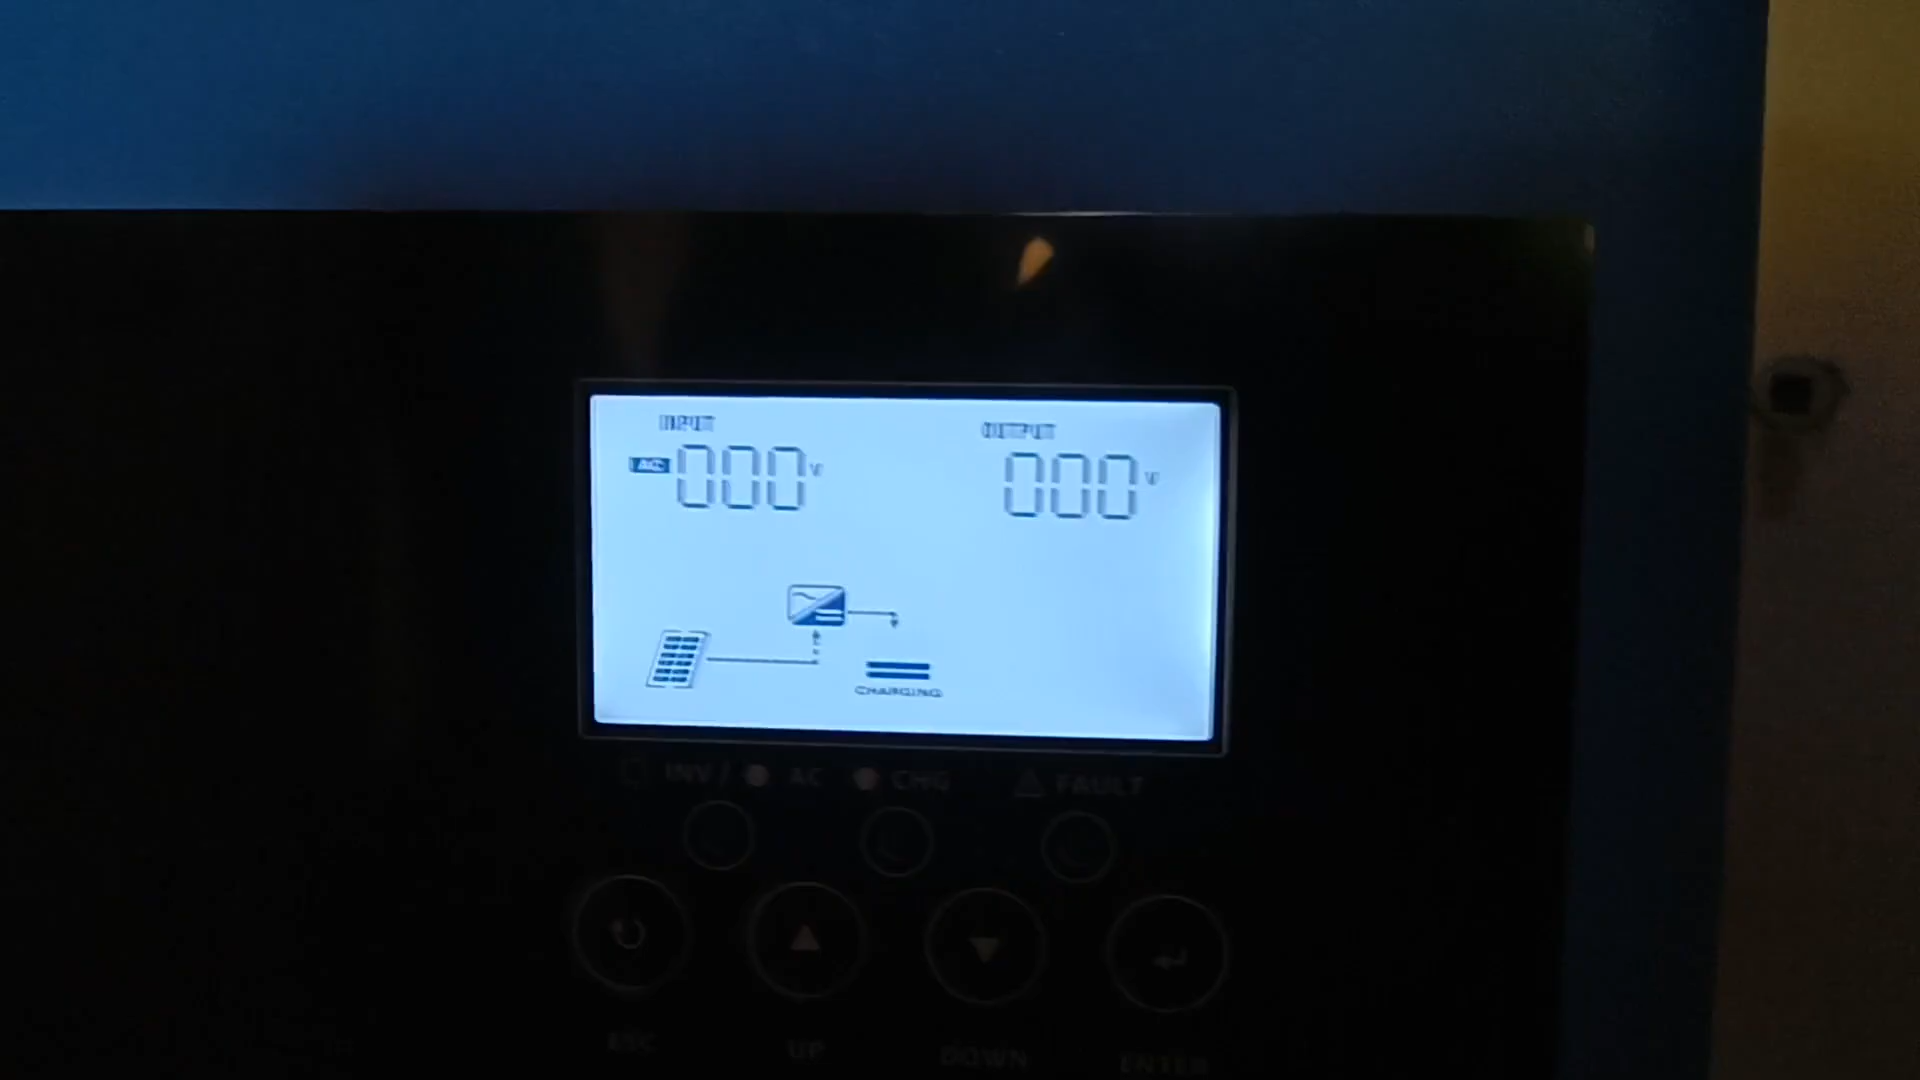 INPUT OUTPUT
AC 000 V 000 V
CHARGING
INV / AC CHG FAULT
ESC UP DOWN ENTER